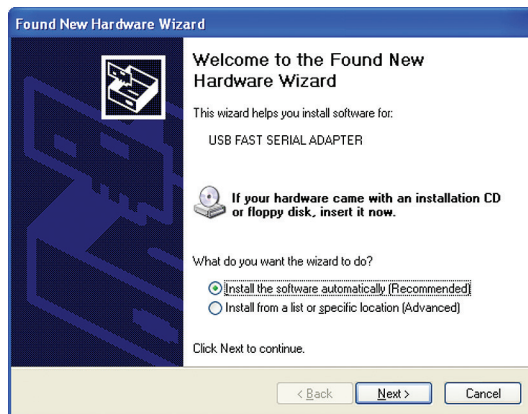 Found New Hardware Wizard
Welcome to the Found New
Hardware Wizard
This wizard helps you install software for:
USB FAST SERIAL ADAPTER
If your hardware came with an installation CD
or floppy disk, insert it now.
What do you want the wizard to do?
Install the software automatically (Recommended)
Install from a list or specific location (Advanced)
Click Next to continue.
< Back Next > Cancel